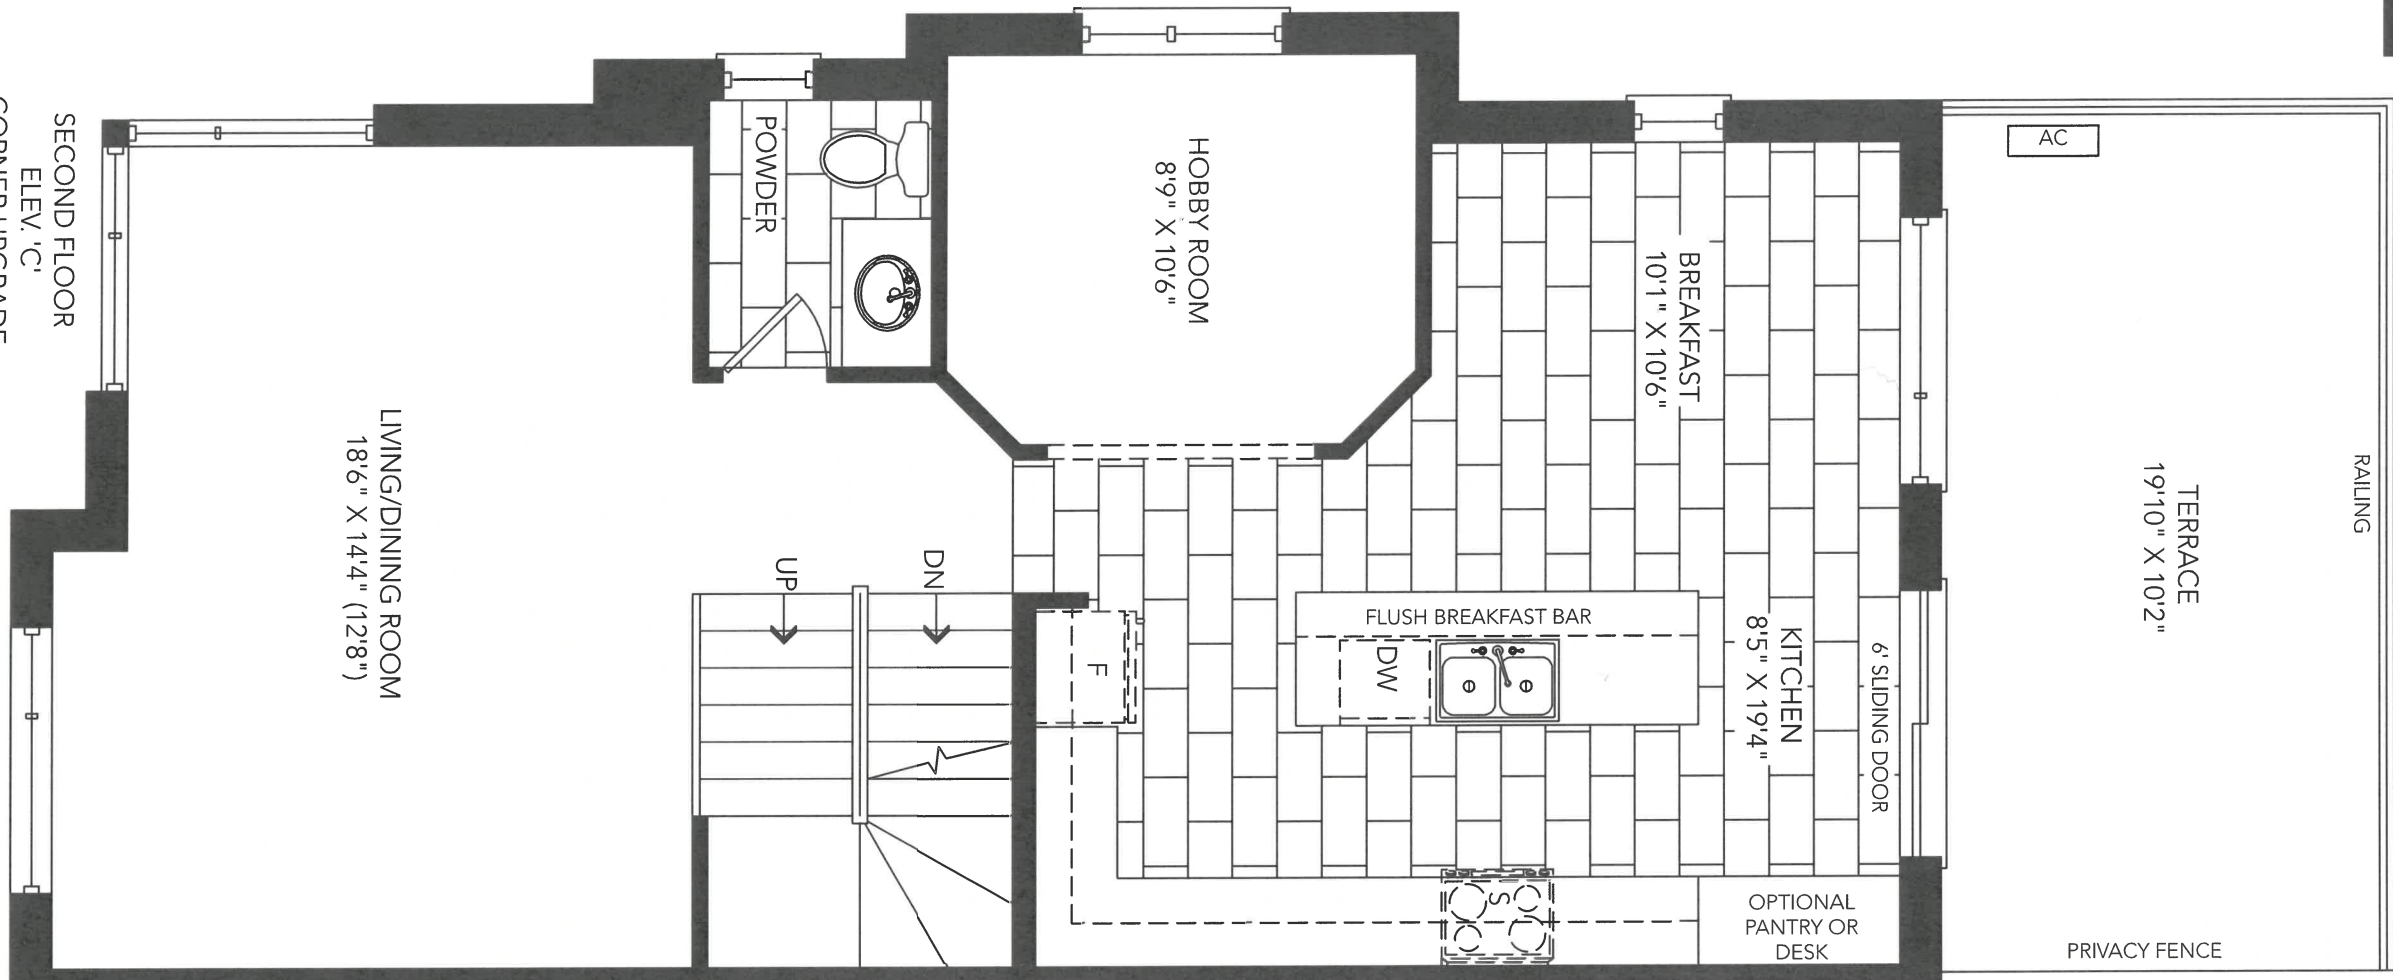 SECOND FLOOR
ELEV. 'C'
CORNER UPGRADE
LIVING/DINING ROOM
18'6" X 14'4" (12'8")
POWDER
UP
DN
HOBBY ROOM
8'9" X 10'6"
BREAKFAST
10'1" X 10'6"
F
FLUSH BREAKFAST BAR
DW
KITCHEN
8'5" X 19'4"
6' SLIDING DOOR
S
OPTIONAL
PANTRY OR
DESK
AC
TERRACE
19'10" X 10'2"
RAILING
PRIVACY FENCE